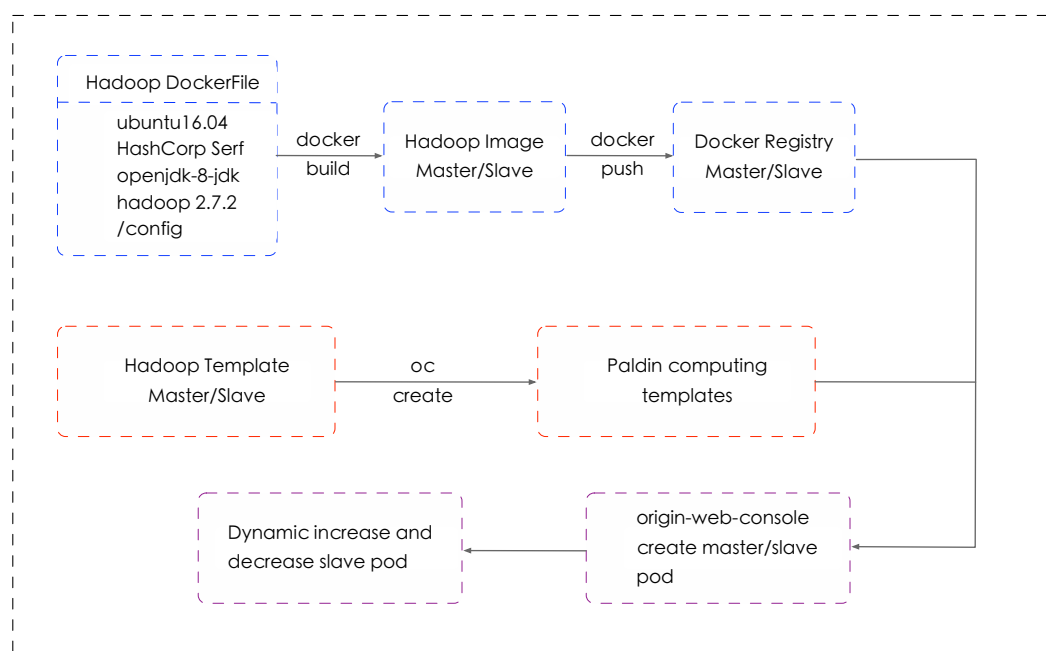 Hadoop DockerFile
ubuntu16.04
HashCorp Serf
openjdk-8-jdk
hadoop 2.7.2
/config
docker
build
Hadoop Image
Master/Slave
docker
push
Docker Registry
Master/Slave
Hadoop Template
Master/Slave
oc
create
Paldin computing
templates
origin-web-console
create master/slave
pod
Dynamic increase and
decrease slave pod